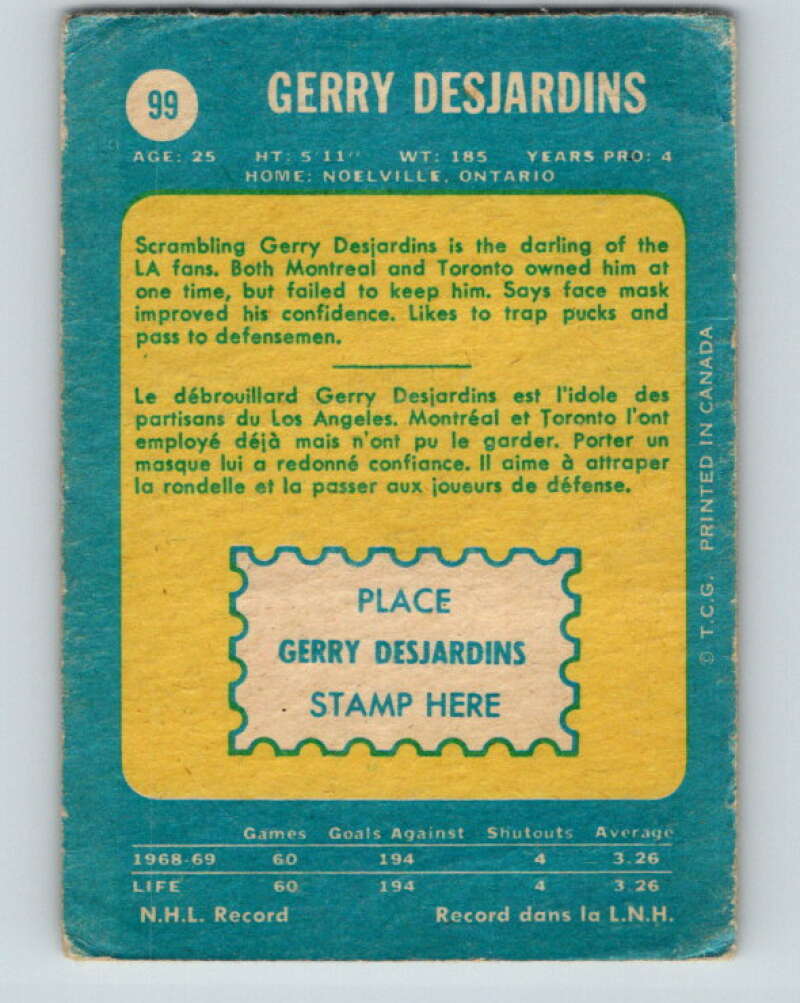 99
GERRY DESJARDINS
AGE: 25 HT: 5 11" WT: 185 YEARS PRO: 4
HOME: NOELVILLE, ONTARIO
Scrambling Gerry Desjardins is the darling of the
LA fans. Both Montreal and Toronto owned him at
one time, but failed to keep him. Says face mask
improved his confidence. Likes to trap pucks and
pass to defensemen.
Le débrouillard Gerry Desjardins est l'idole des
partisans du Los Angeles. Montréal et Toronto l'ont
employé déjà mais n'ont pu le garder. Porter un
masque lui a redonné confiance. Il aime à attraper
la rondelle et la passer aux joueurs de défense.
PLACE
GERRY DESJARDINS
STAMP HERE
© T.C.G. PRINTED IN CANADA
Games Goals Against Shutouts Average
1968-69 60 194 4 3.26
LIFE 60 194 4 3.26
N.H.L. Record Record dans la L.N.H.